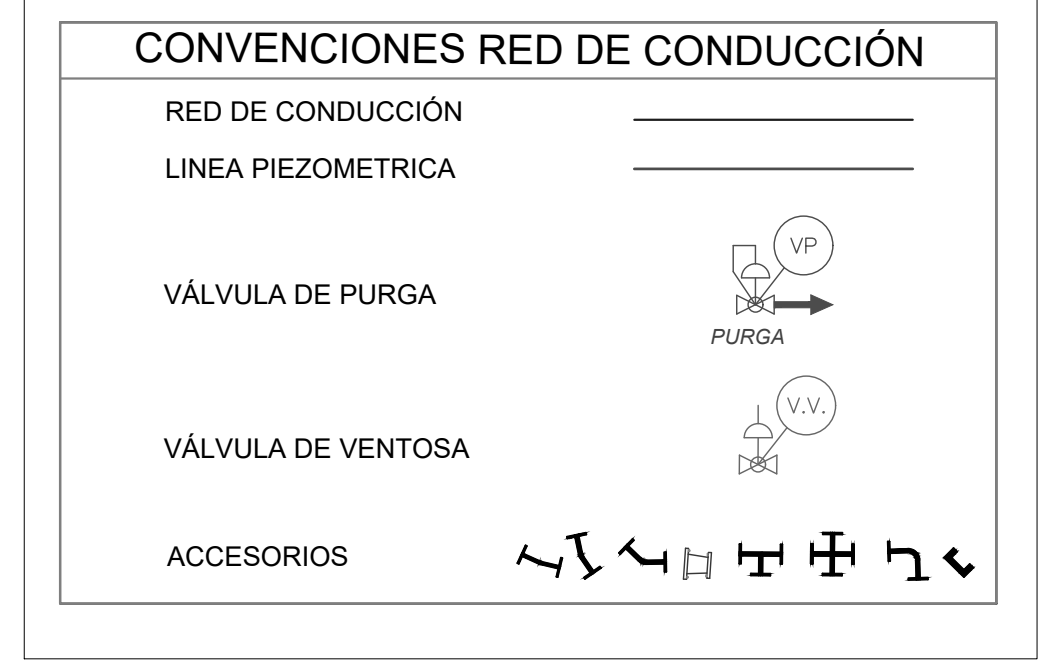 CONVENCIONES RED DE CONDUCCIÓN
RED DE CONDUCCIÓN
LINEA PIEZOMETRICA
VP
VÁLVULA DE PURGA
PURGA
V.V.
VÁLVULA DE VENTOSA
ACCESORIOS